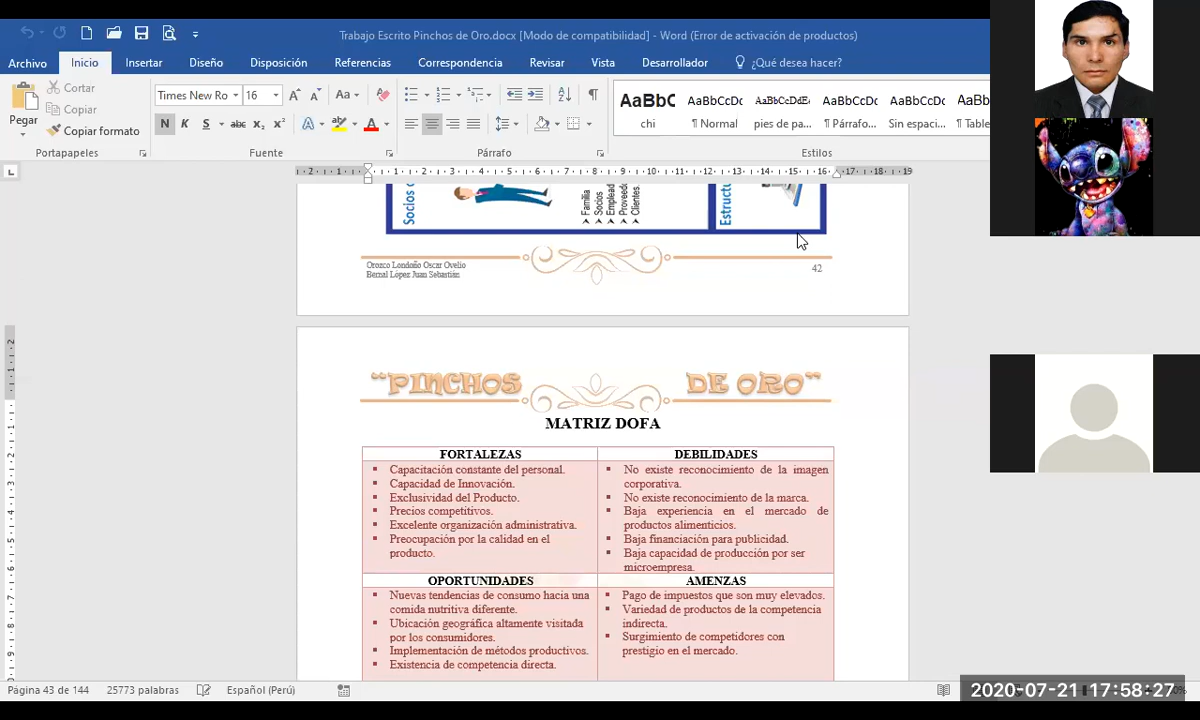 Trabajo Escrito Pinchos de Oro.docx [Modo de compatibilidad] - Word (Error de activación de productos)
Archivo Inicio Insertar Diseño Disposición Referencias Correspondencia Revisar Vista Desarrollador ¿Qué desea hacer?
Pegar
Cortar
Copiar
Copiar formato
Portapapeles
Times New Ro 16
Fuente
Párrafo
AaBbC AaBbCcDc AaBbCcDdEe AaBbCcDc AaBbCcDc
chi ¶ Normal pies de pa... ¶ Párrafo... Sin espaci... ¶ Table
Estilos
Familia
Socios
Clientes.
Orozco Londoño Oscar Ovelio
Bernal López Juan Sebastián
42
“PINCHOS DE ORO”
MATRIZ DOFA
FORTALEZAS
Capacitación constante del personal.
Capacidad de Innovación.
Exclusividad del Producto.
Precios competitivos.
Excelente organización administrativa.
Preocupación por la calidad en el
producto.
DEBILIDADES
No existe reconocimiento de la imagen
corporativa.
No existe reconocimiento de la marca.
Baja experiencia en el mercado de
productos alimenticios.
Baja financiación para publicidad.
Baja capacidad de producción por ser
microempresa.
OPORTUNIDADES
Nuevas tendencias de consumo hacia una
comida nutritiva diferente.
Ubicación geográfica altamente visitada
por los consumidores.
Implementación de métodos productivos.
Existencia de competencia directa.
AMENZAS
Pago de impuestos que son muy elevados.
Variedad de productos de la competencia
indirecta.
Surgimiento de competidores con
prestigio en el mercado.
Página 43 de 144 25773 palabras Español (Perú)
2020-07-21 17:58:27